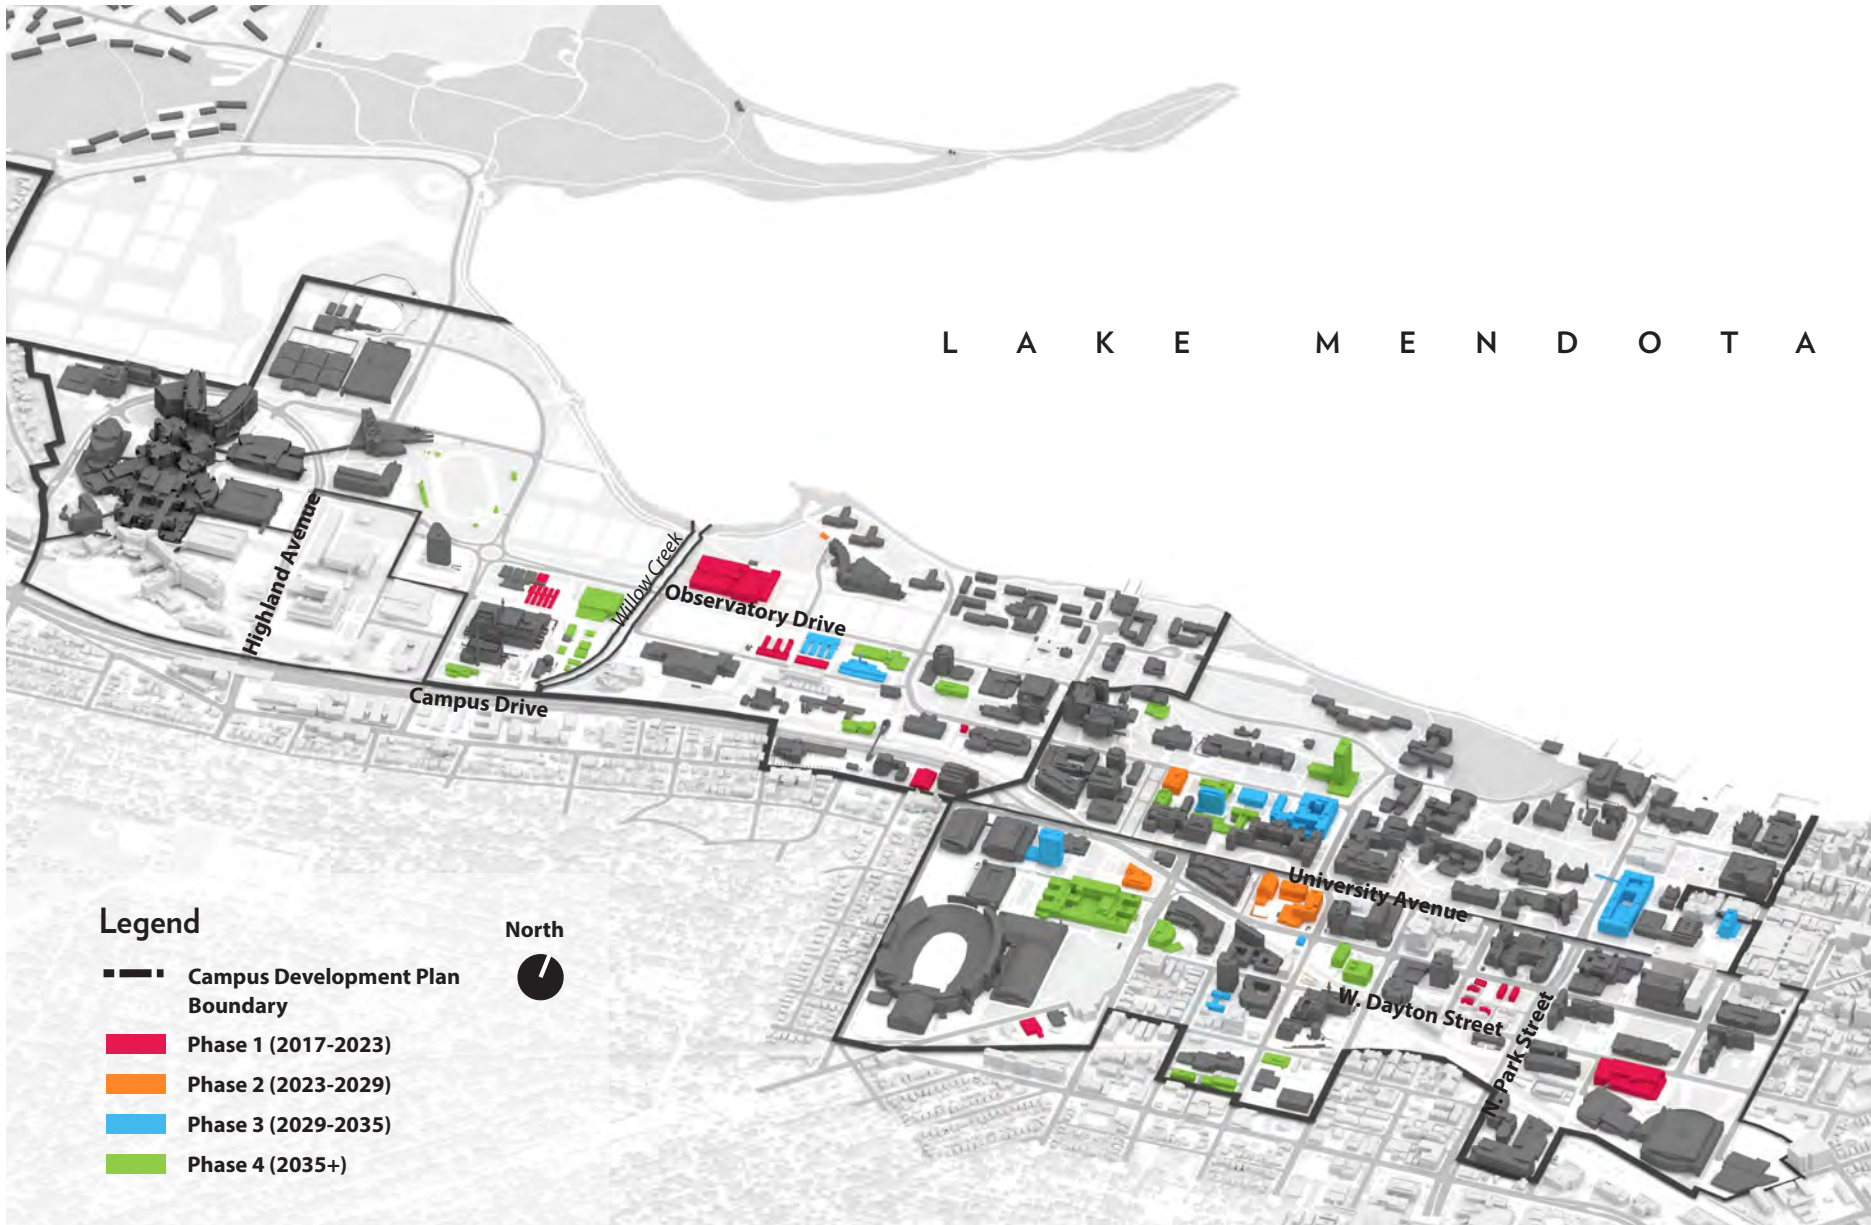 LAKE MENDOTA
Highland Avenue
Willow Creek
Observatory Drive
Campus Drive
University Avenue
W. Dayton Street
N. Park Street
Legend
North
Campus Development Plan
Boundary
Phase 1 (2017-2023)
Phase 2 (2023-2029)
Phase 3 (2029-2035)
Phase 4 (2035+)